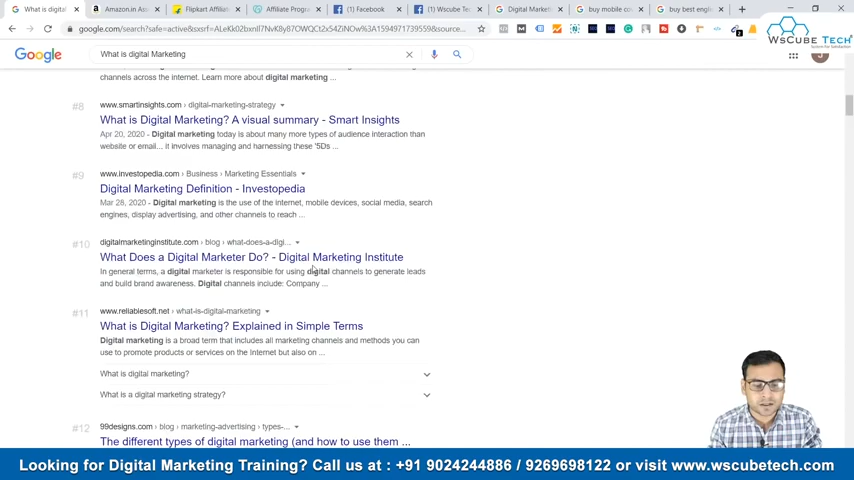 What is digital
Amazon.in Ass
Flipkart Affiliat
Affiliate Progra
(1) Facebook
(1) Wscube Tec
Digital Market
buy mobile co
buy best engli
google.com/search?safe=active&sxsrf=
What is digital Marketing
Google
WsCube Tech
channels across the internet. Learn more about digital marketing ...
#8
www.smartinsights.com › digital-marketing-strategy
What is Digital Marketing? A visual summary - Smart Insights
Apr 20, 2020 - Digital marketing today is about many more types of audience interaction than
website or email... It involves managing and harnessing these '5Ds ...
#9
www.investopedia.com › Business › Marketing Essentials
Digital Marketing Definition - Investopedia
Mar 28, 2020 - Digital marketing is the use of the Internet, mobile devices, social media, search
engines, display advertising, and other channels to reach ...
#10
digitalmarketinginstitute.com › blog › what-does-a-digi...
What Does a Digital Marketer Do? - Digital Marketing Institute
In general terms, a digital marketer is responsible for using digital channels to generate leads
and build brand awareness. Digital channels include: Company ...
#11
www.reliablesoft.net › what-is-digital-marketing
What is Digital Marketing? Explained in Simple Terms
Digital marketing is a broad term that includes all marketing channels and methods you can
use to promote products or services on the Internet but also on ...
What is digital marketing?
What is a digital marketing strategy?
#12
99designs.com › blog › marketing-advertising › types-...
The different types of digital marketing (and how to use them ...
Looking for Digital Marketing Training? Call us at : +91 9024244886 / 9269698122 or visit www.wscubetech.com